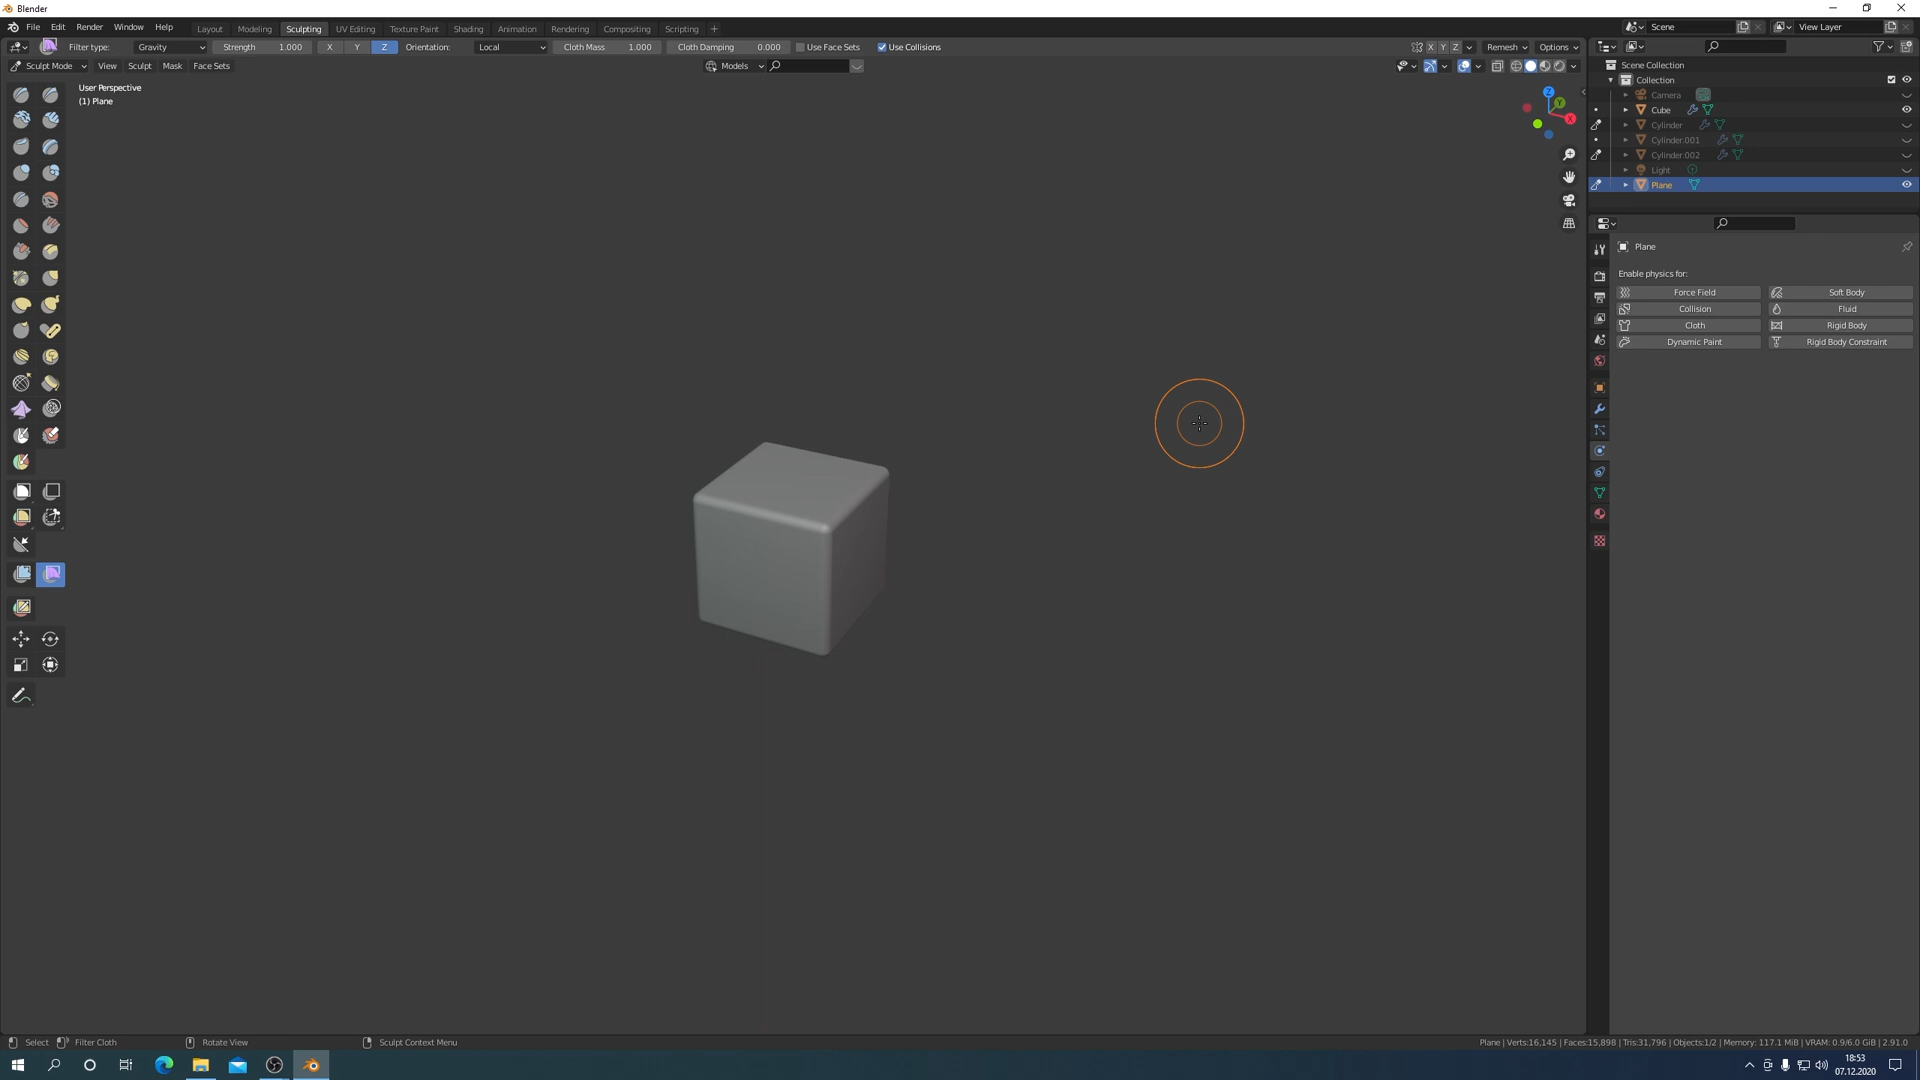 Blender
File Edit Render Window Help Layout Modeling Sculpting UV Editing Texture Paint Shading Animation Rendering Compositing Scripting + Scene View Layer
Filter type: Gravity Strength 1.000 X Y Z Orientation: Local Cloth Mass 1.000 Cloth Damping 0.000 Use Face Sets Use Collisions X Y Z Remesh Options
Sculpt Mode View Sculpt Mask Face Sets Models
User Perspective
(1) Plane
Z
Y
X
Scene Collection
Collection
Camera
Cube
Cylinder
Cylinder.001
Cylinder.002
Light
Plane
Plane
Enable physics for:
Force Field Soft Body
Collision Fluid
Cloth Rigid Body
Dynamic Paint Rigid Body Constraint
Select Filter Cloth Rotate View Sculpt Context Menu Plane | Verts:16,145 | Faces:15,898 | Tris:31,796 | Objects:1/2 | Memory: 117.1 MiB | VRAM: 0.9/6.0 GiB | 2.91.0
18:53
07.12.2020